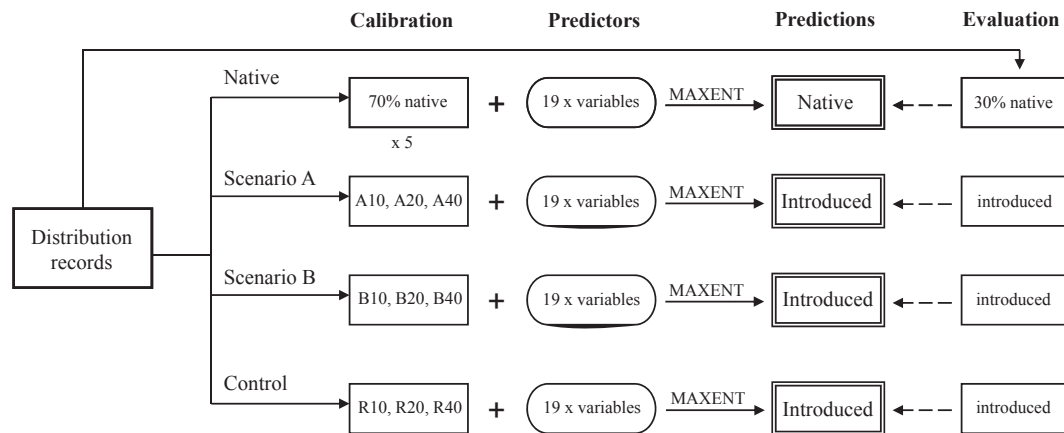 Calibration
Predictors
Predictions
Evaluation
Native
70% native
+
19 x variables
MAXENT
Native
30% native
x 5
Scenario A
A10, A20, A40
+
19 x variables
MAXENT
Introduced
introduced
Distribution
records
Scenario B
B10, B20, B40
+
19 x variables
MAXENT
Introduced
introduced
Control
R10, R20, R40
+
19 x variables
MAXENT
Introduced
introduced